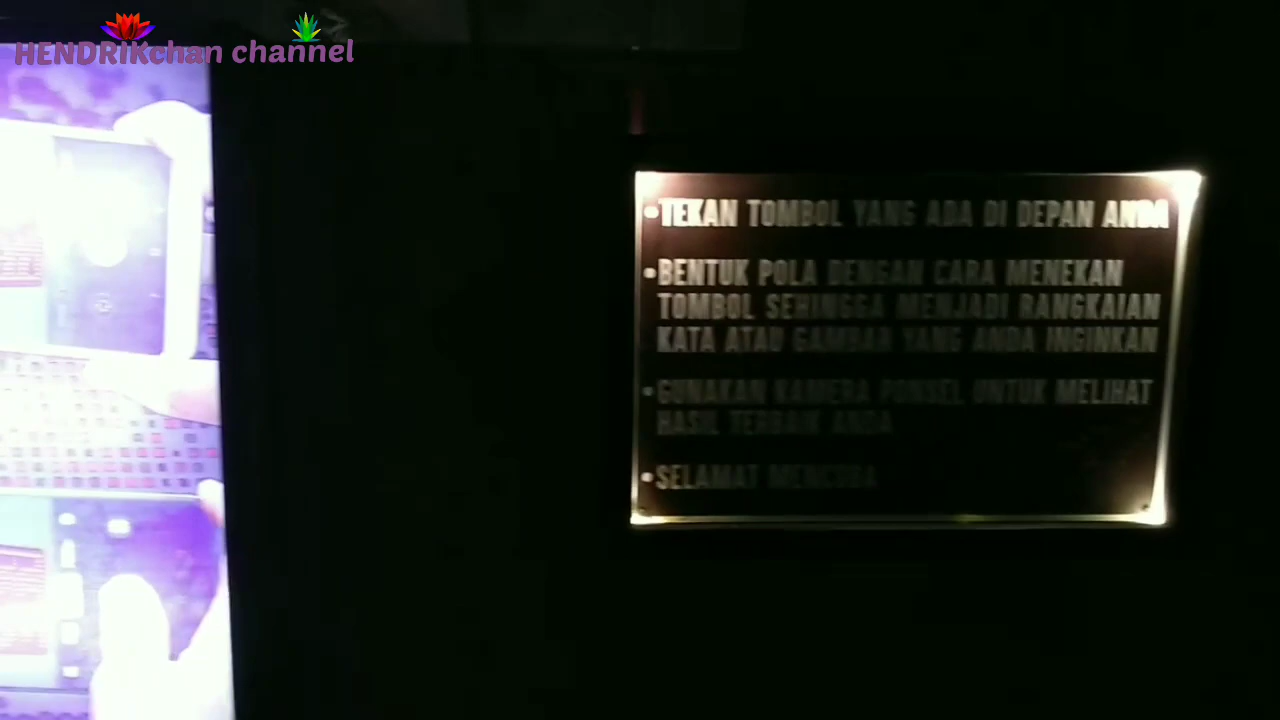 HENDRIKchan channel
•TEKAN TOMBOL YANG ADA DI DEPAN ANDA
•BENTUK POLA DENGAN CARA MENEKAN
TOMBOL SEHINGGA MENJADI RANGKAIAN
KATA ATAU GAMBAR YANG ANDA INGINKAN
•GUNAKAN KAMERA PONSEL UNTUK MELIHAT
HASIL TERBAIK ANDA
•SELAMAT MENCOBA